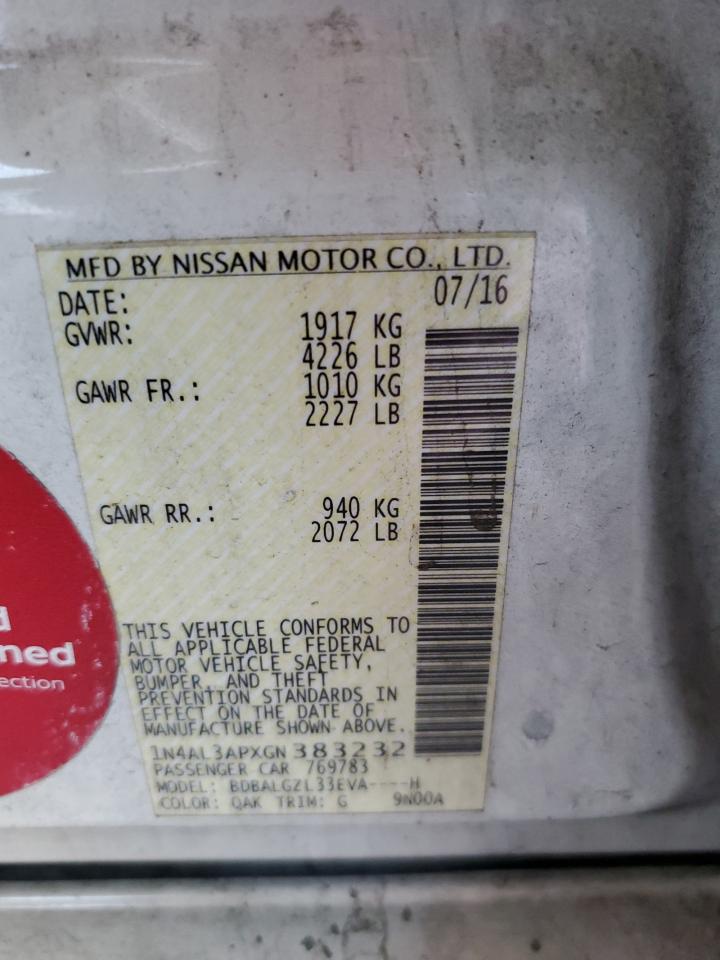 MFD BY NISSAN MOTOR CO., LTD.
DATE: 07/16
GVWR: 1917 KG
4226 LB
GAWR FR.: 1010 KG
2227 LB
GAWR RR.: 940 KG
2072 LB
THIS VEHICLE CONFORMS TO
ALL APPLICABLE FEDERAL
MOTOR VEHICLE SAFETY,
BUMPER, AND THEFT
PREVENTION STANDARDS IN
EFFECT ON THE DATE OF
MANUFACTURE SHOWN ABOVE.
1N4AL3APXGN383232
PASSENGER CAR 769783
MODEL: BDBALGZL33EVA----H
COLOR: QAK TRIM: G 9N00A
d
ned
ection